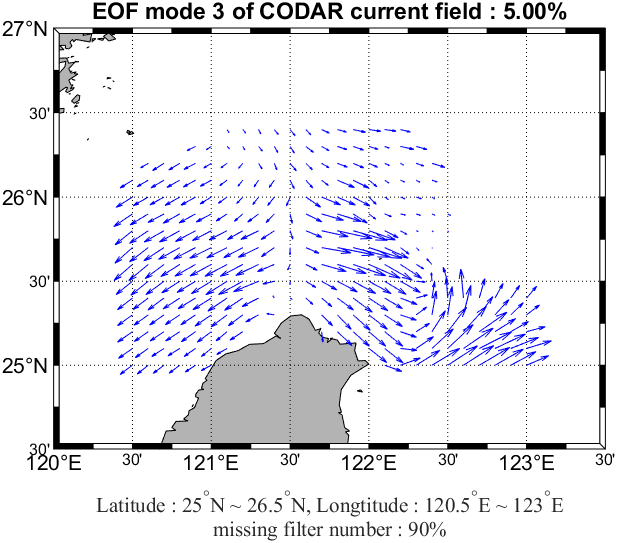 EOF mode 3 of CODAR current field : 5.00%
27°N
30'
26°N
30'
25°N
30'
120°E 30' 121°E 30' 122°E 30' 123°E 30'
Latitude : 25°N ~ 26.5°N, Longtitude : 120.5°E ~ 123°E
missing filter number : 90%